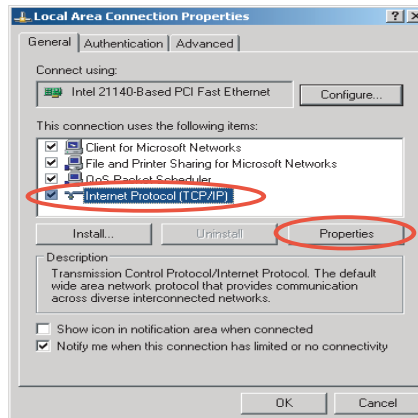 Local Area Connection Properties
General Authentication Advanced
Connect using:
Intel 21140-Based PCI Fast Ethernet Configure...
This connection uses the following items:
Client for Microsoft Networks
File and Printer Sharing for Microsoft Networks
QoS Packet Scheduler
Internet Protocol (TCP/IP)
Install... Uninstall Properties
Description
Transmission Control Protocol/Internet Protocol. The default
wide area network protocol that provides communication
across diverse interconnected networks.
Show icon in notification area when connected
Notify me when this connection has limited or no connectivity
OK Cancel